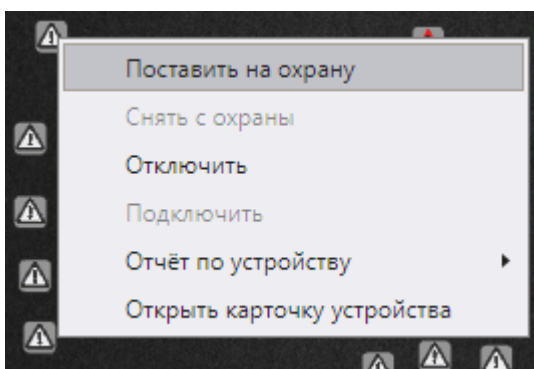 Поставить на охрану
Снять с охраны
Отключить
Подключить
Отчёт по устройству
Открыть карточку устройства